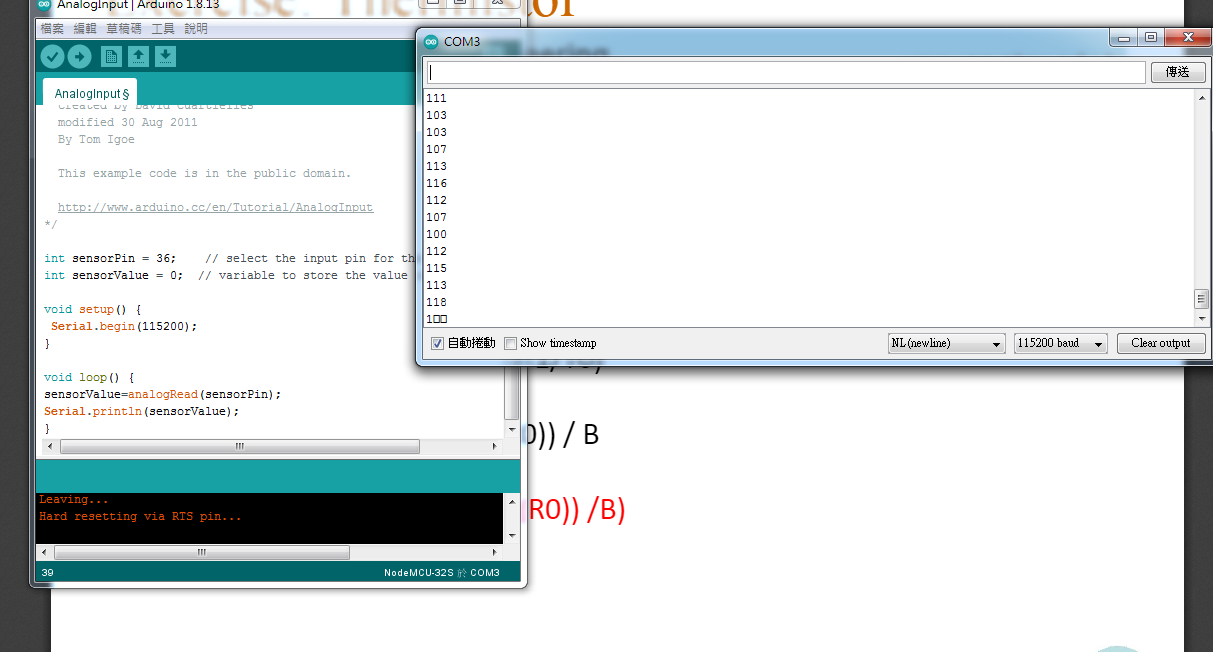 AnalogInput | Arduino 1.8.13
檔案 編輯 草稿碼 工具 說明
AnalogInput §
Created by David Cuartielles
modified 30 Aug 2011
By Tom Igoe
This example code is in the public domain.
http://www.arduino.cc/en/Tutorial/AnalogInput
*/
int sensorPin = 36;    // select the input pin for th
int sensorValue = 0;  // variable to store the value
void setup() {
Serial.begin(115200);
}
void loop() {
sensorValue=analogRead(sensorPin);
Serial.println(sensorValue);
}
Leaving...
Hard resetting via RTS pin...
39
NodeMCU-32S 於 COM3
COM3
傳送
111
103
103
107
113
116
112
107
100
112
115
113
118
1□□
自動捲動
Show timestamp
NL(newline)
115200 baud
Clear output
0)) / B
R0)) /B)